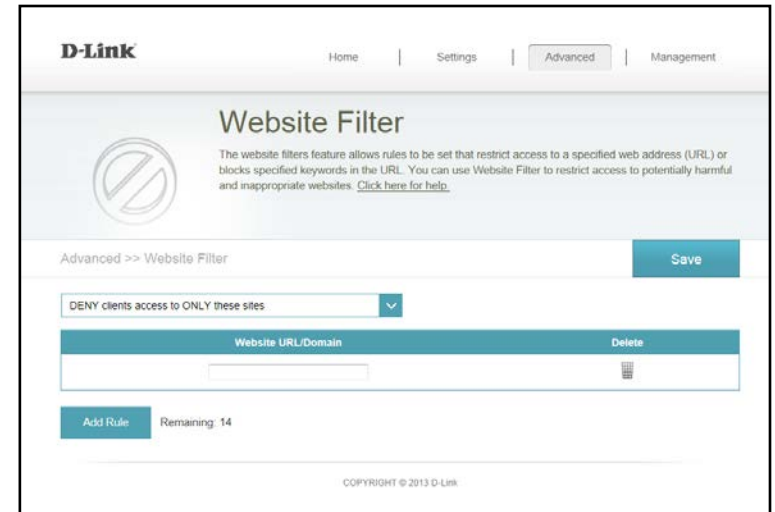 D-Link
Home | Settings | Advanced | Management
Website Filter
The website filters feature allows rules to be set that restrict access to a specified web address (URL) or
blocks specified keywords in the URL. You can use Website Filter to restrict access to potentially harmful
and inappropriate websites. Click here for help.
Advanced >> Website Filter
Save
DENY clients access to ONLY these sites
Website URL/Domain Delete
Add Rule Remaining: 14
COPYRIGHT © 2013 D-Link